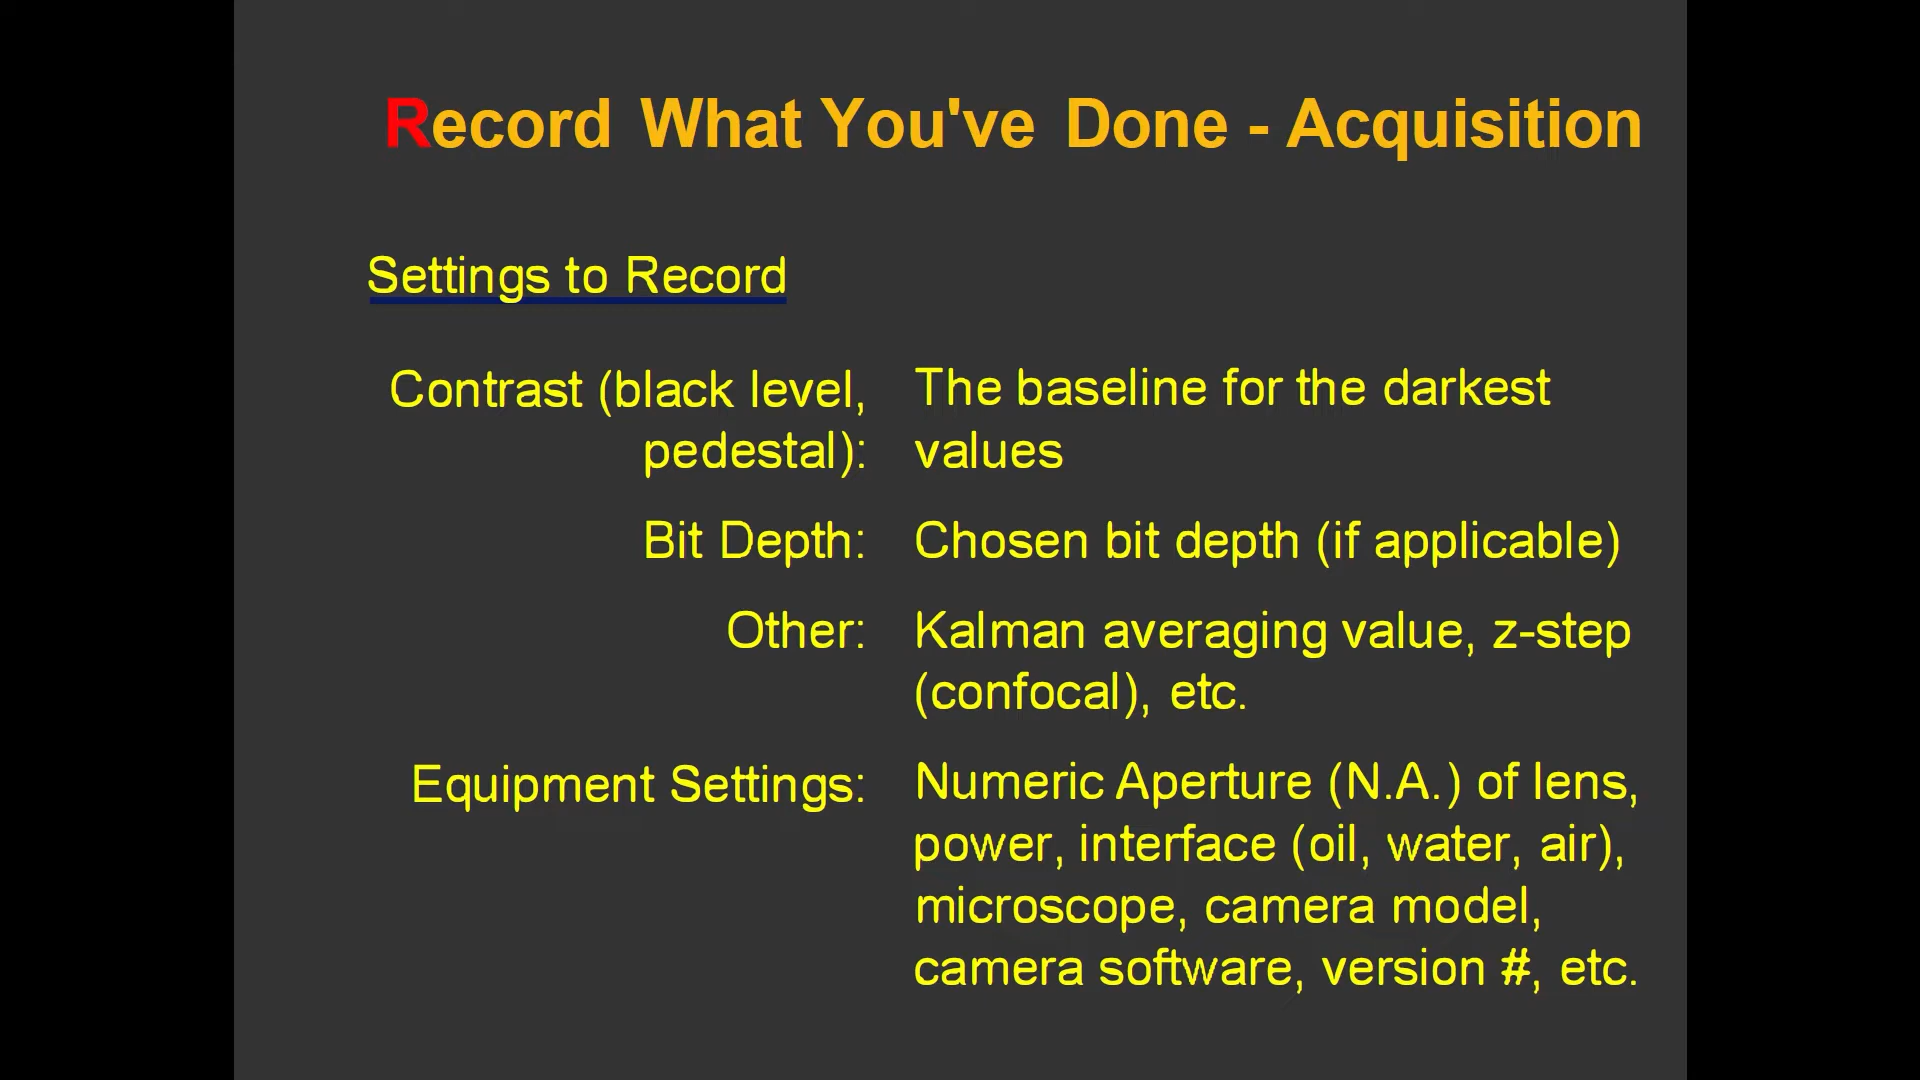 Record What You've Done - Acquisition
Settings to Record
Contrast (black level, pedestal):
The baseline for the darkest values
Bit Depth:
Chosen bit depth (if applicable)
Other:
Kalman averaging value, z-step (confocal), etc.
Equipment Settings:
Numeric Aperture (N.A.) of lens,
power, interface (oil, water, air),
microscope, camera model,
camera software, version #, etc.